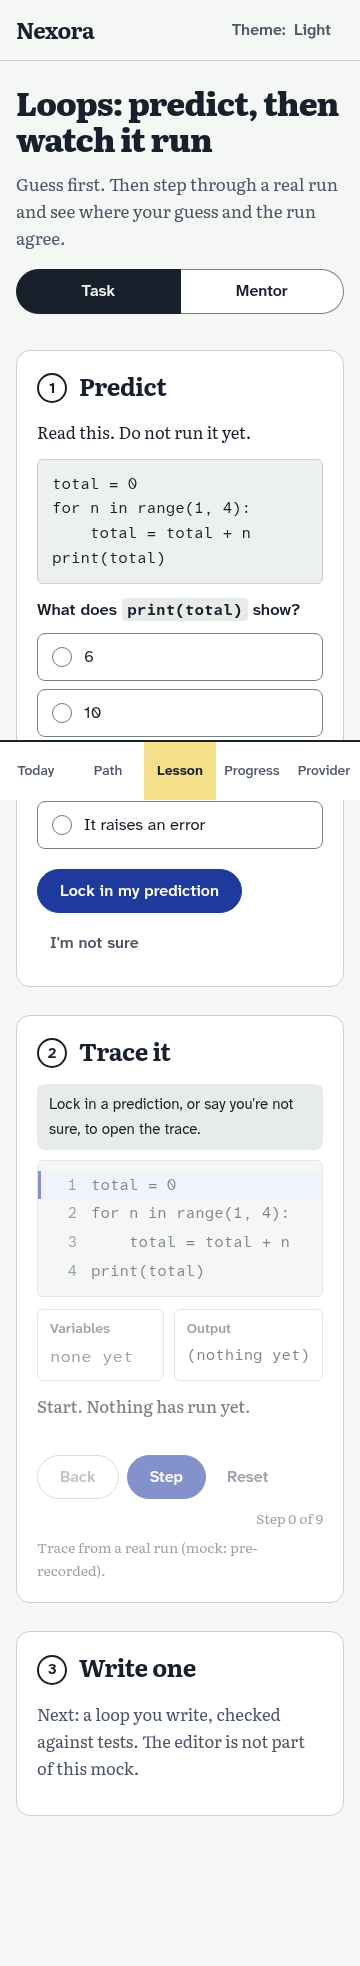 Nexora
Theme: Light
Loops: predict, then
watch it run
Guess first. Then step through a real run
and see where your guess and the run
agree.
Task
Mentor
1 Predict
Read this. Do not run it yet.
total = 0
for n in range(1, 4):
    total = total + n
print(total)
What does print(total) show?
6
10
Today Path Lesson Progress Provider
It raises an error
Lock in my prediction
I'm not sure
2 Trace it
Lock in a prediction, or say you're not
sure, to open the trace.
1 total = 0
2 for n in range(1, 4):
3     total = total + n
4 print(total)
Variables
none yet
Output
(nothing yet)
Start. Nothing has run yet.
Back Step Reset
Step 0 of 9
Trace from a real run (mock: pre-
recorded).
3 Write one
Next: a loop you write, checked
against tests. The editor is not part
of this mock.